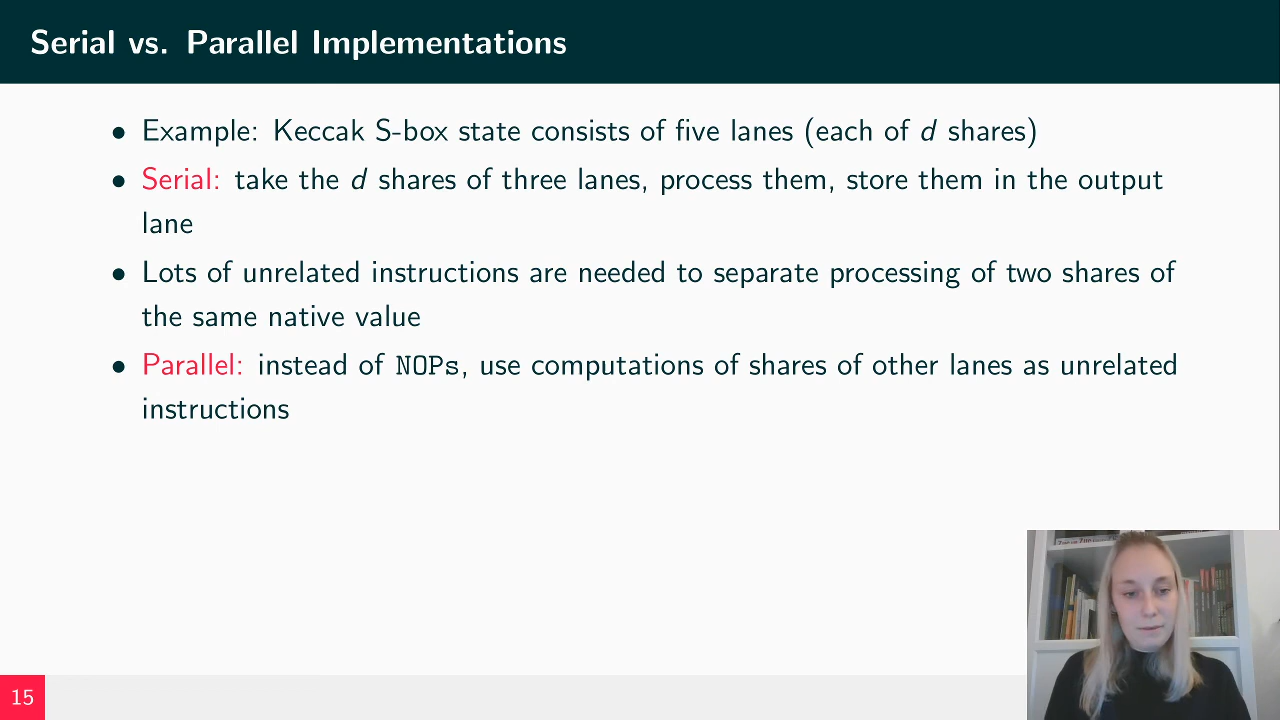 Serial vs. Parallel Implementations
• Example: Keccak S-box state consists of five lanes (each of d shares)
• Serial: take the d shares of three lanes, process them, store them in the output
lane
• Lots of unrelated instructions are needed to separate processing of two shares of
the same native value
• Parallel: instead of NOPs, use computations of shares of other lanes as unrelated
instructions
15